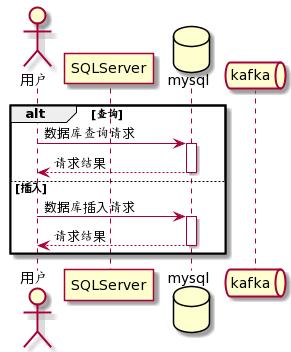 用户
SQLServer
mysql
kafka
alt
[查询]
数据库查询请求
请求结果
[插入]
数据库插入请求
请求结果
用户
SQLServer
mysql
kafka